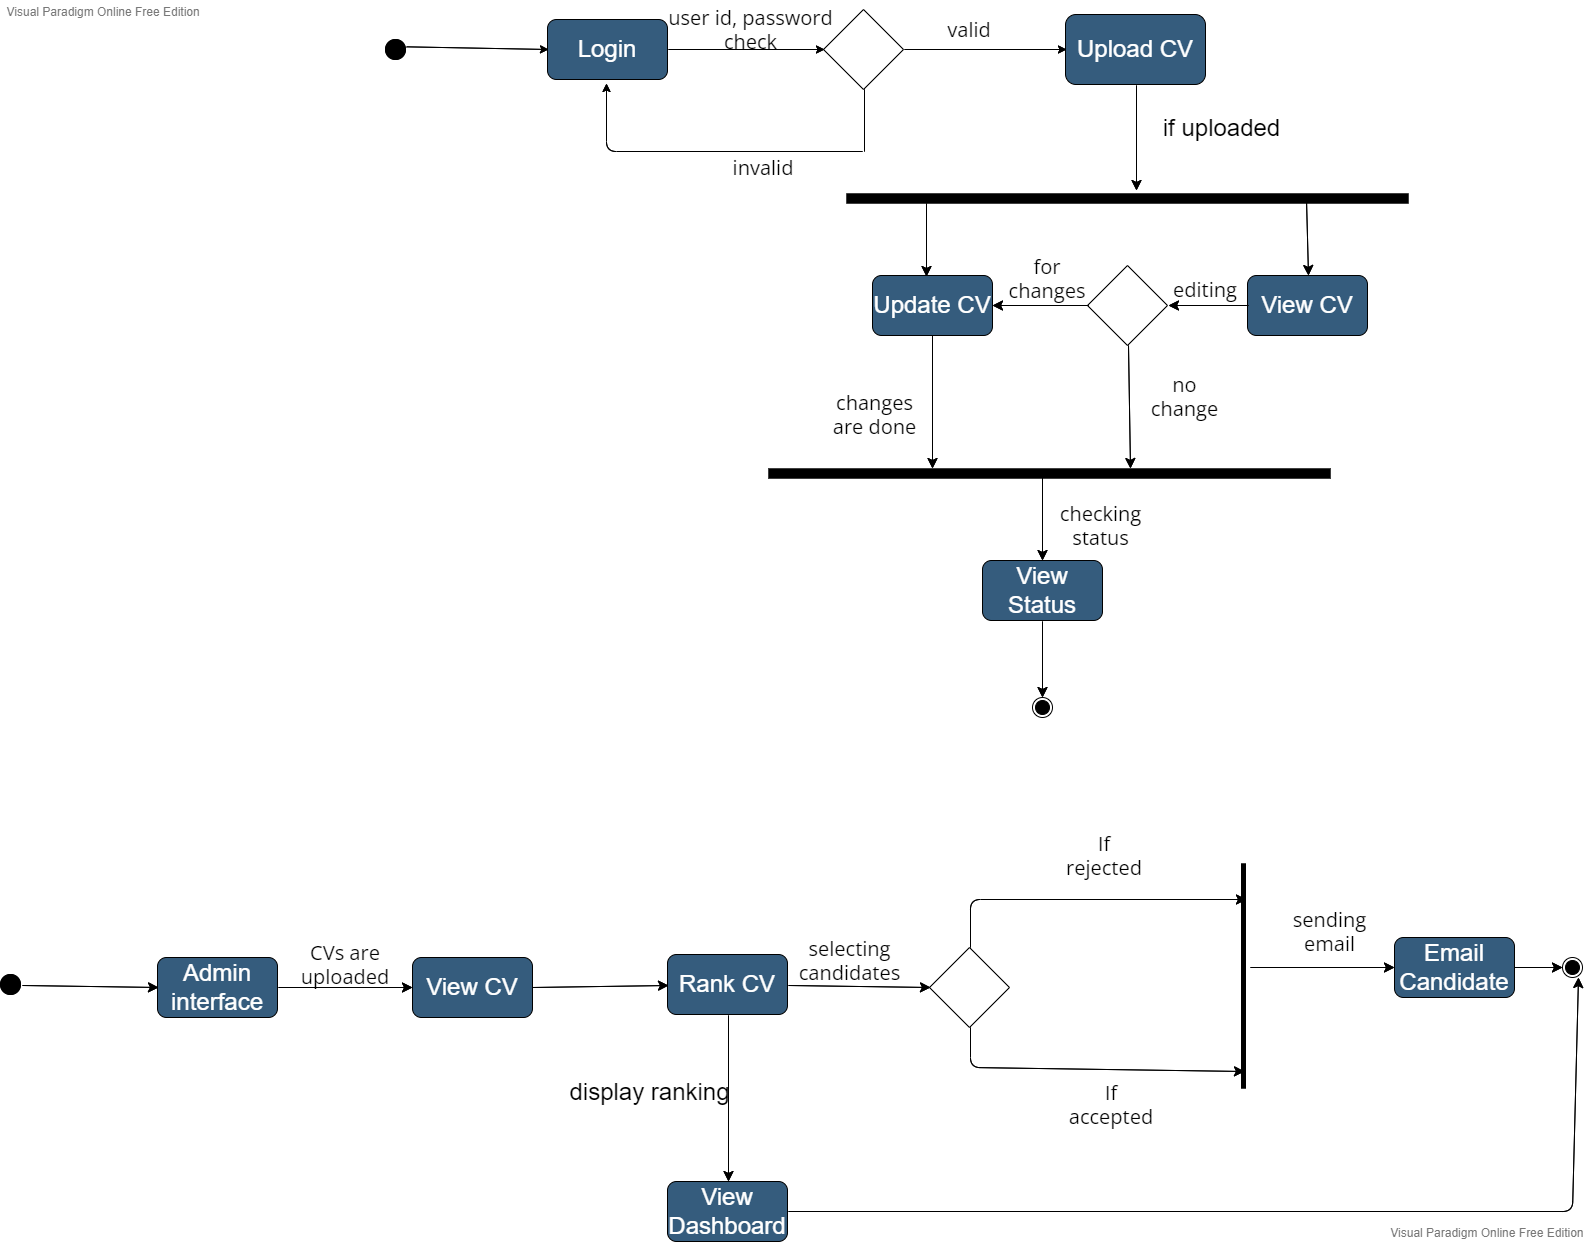 Visual Paradigm Online Free Edition
Login
user id, password
check
valid
Upload CV
if uploaded
invalid
Update CV
for
changes
editing
View CV
changes
are done
no
change
checking
status
View
Status
If
rejected
Admin
interface
CVs are
uploaded
View CV
Rank CV
selecting
candidates
sending
email
Email
Candidate
display ranking
If
accepted
View
Dashboard
Visual Paradigm Online Free Edition